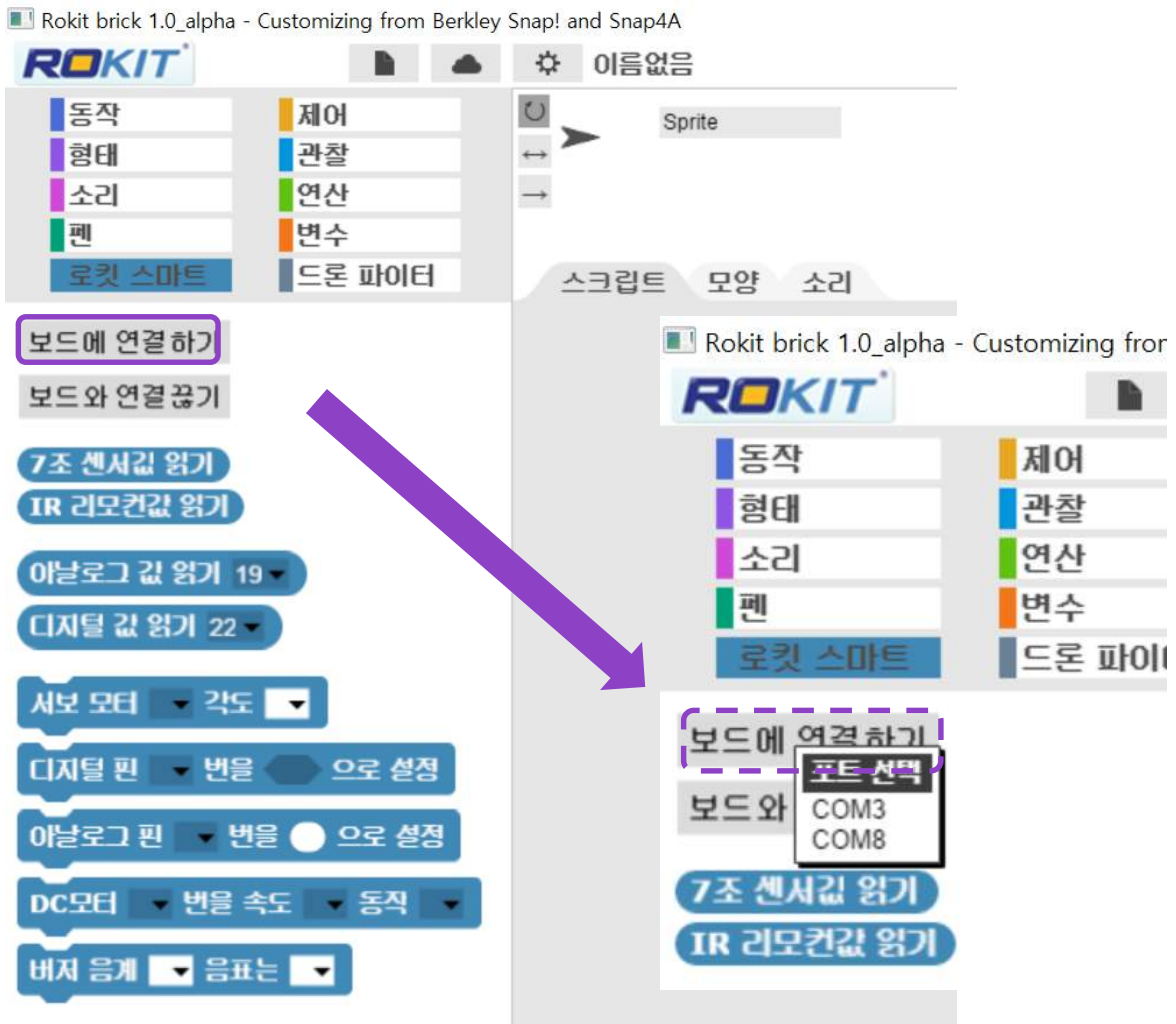 Rokit brick 1.0_alpha - Customizing from Berkley Snap! and Snap4A
ROKIT
이름없음
동작
제어
형태
관찰
소리
연산
펜
변수
로킷 스마트
드론 파이터
Sprite
스크립트
모양
소리
보드에 연결하기
보드와 연결 끊기
7조 센서값 읽기
IR 리모컨값 읽기
아날로그 값 읽기 19
디지털 값 읽기 22
서보 모터 각도
디지털 핀 번을 으로 설정
아날로그 핀 번을 으로 설정
DC모터 번을 속도 동작
버저 음계 음표는
Rokit brick 1.0_alpha - Customizing from
ROKIT
동작
제어
형태
관찰
소리
연산
펜
변수
로킷 스마트
드론 파이터
보드에 연결하기
포트 선택
보드와
COM3
COM8
7조 센서값 읽기
IR 리모컨값 읽기